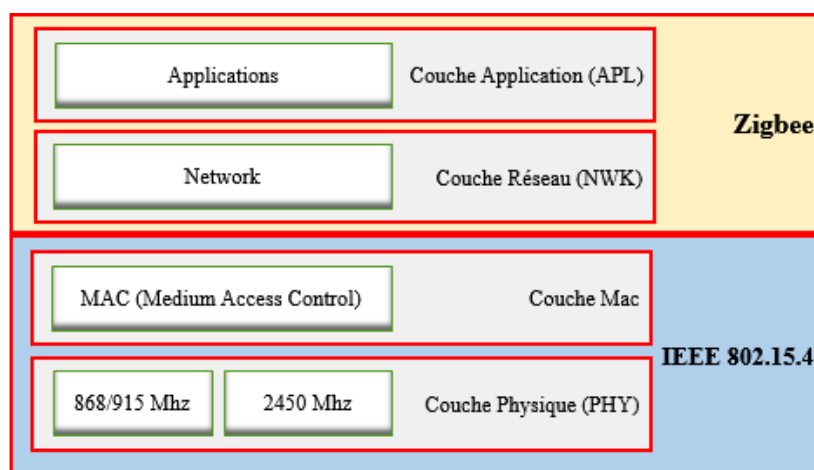 Applications
Couche Application (APL)
Zigbee
Network
Couche Réseau (NWK)
MAC (Medium Access Control)
Couche Mac
IEEE 802.15.4
868/915 Mhz
2450 Mhz
Couche Physique (PHY)